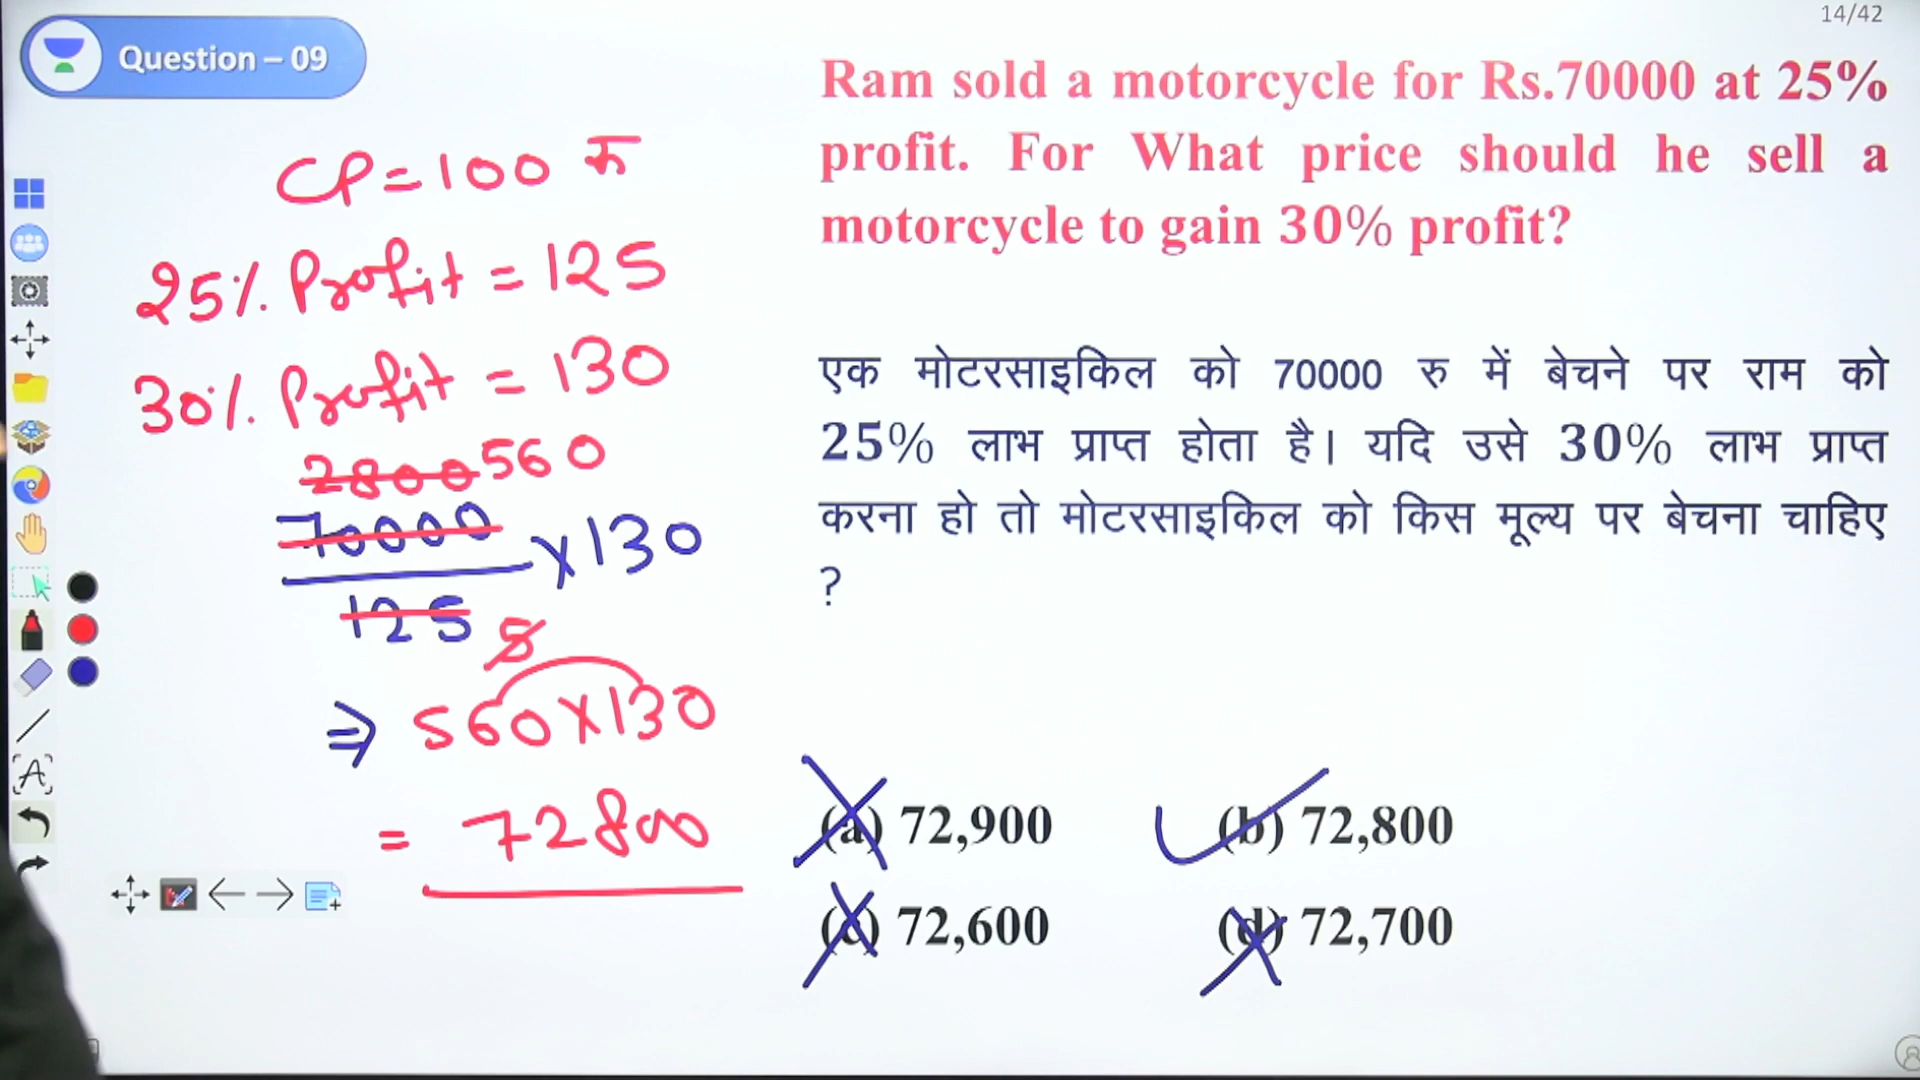 14/42
Question – 09
Ram sold a motorcycle for Rs.70000 at 25%
profit. For What price should he sell a
motorcycle to gain 30% profit?
CP = 100 रु
25% Profit = 125
30% Profit = 130
2800 560
70000 × 130
125 5
⇒ 560 × 130
= 72800
एक मोटरसाइकिल को 70000 रु में बेचने पर राम को
25% लाभ प्राप्त होता है। यदि उसे 30% लाभ प्राप्त
करना हो तो मोटरसाइकिल को किस मूल्य पर बेचना चाहिए
?
(a) 72,900 (b) 72,800
(c) 72,600 (d) 72,700